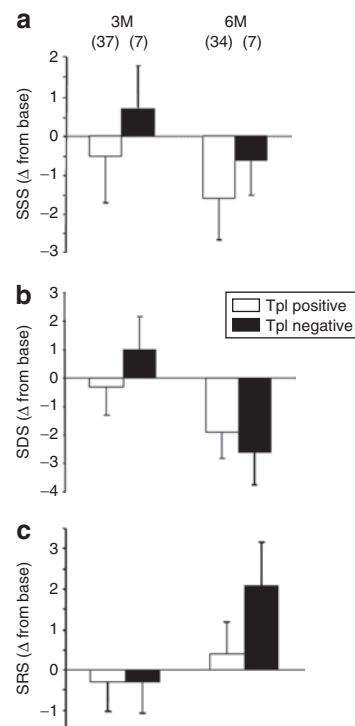 a
3M 6M
(37) (7) (34) (7)
SSS (Δ from base)
2
1
0
−1
−2
−3
b
SDS (Δ from base)
3
2
1
0
−1
−2
−3
−4
Tpl positive
Tpl negative
c
SRS (Δ from base)
3
2
1
0
−1